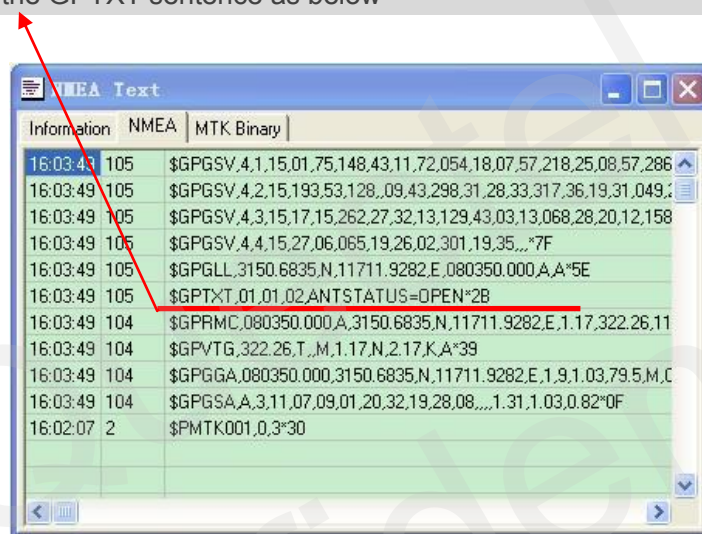 the GPTXT sentence as below
NMEA Text
Information NMEA MTK Binary
16:03:49 105 $GPGSV,4,1,15,01,75,148,43,11,72,054,18,07,57,218,25,08,57,286
16:03:49 105 $GPGSV,4,2,15,193,53,128,,09,43,298,31,28,33,317,36,19,31,049,2
16:03:49 105 $GPGSV,4,3,15,17,15,262,27,32,13,129,43,03,13,068,28,20,12,158
16:03:49 105 $GPGSV,4,4,15,27,06,065,19,26,02,301,19,35,,,*7F
16:03:49 105 $GPGLL,3150.6835,N,11711.9282,E,080350.000,A,A*5E
16:03:49 105 $GPTXT,01,01,02,ANTSTATUS=OPEN*2B
16:03:49 104 $GPRMC,080350.000,A,3150.6835,N,11711.9282,E,1.17,322.26,11
16:03:49 104 $GPVTG,322.26,T,,M,1.17,N,2.17,K,A*39
16:03:49 104 $GPGGA,080350.000,3150.6835,N,11711.9282,E,1,9,1.03,79.5,M,0
16:03:49 104 $GPGSA,A,3,11,07,09,01,20,32,19,28,08,,,,1.31,1.03,0.82*0F
16:02:07 2 $PMTK001,0,3*30